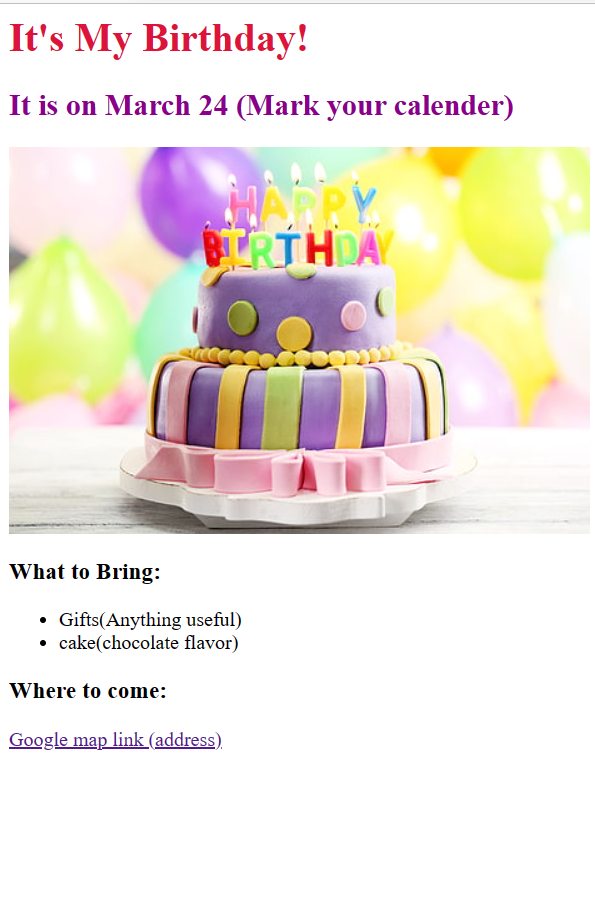 It's My Birthday!
It is on March 24 (Mark your calender)
HAPPY
BIRTHDAY
What to Bring:
Gifts(Anything useful)
cake(chocolate flavor)
Where to come:
Google map link (address)